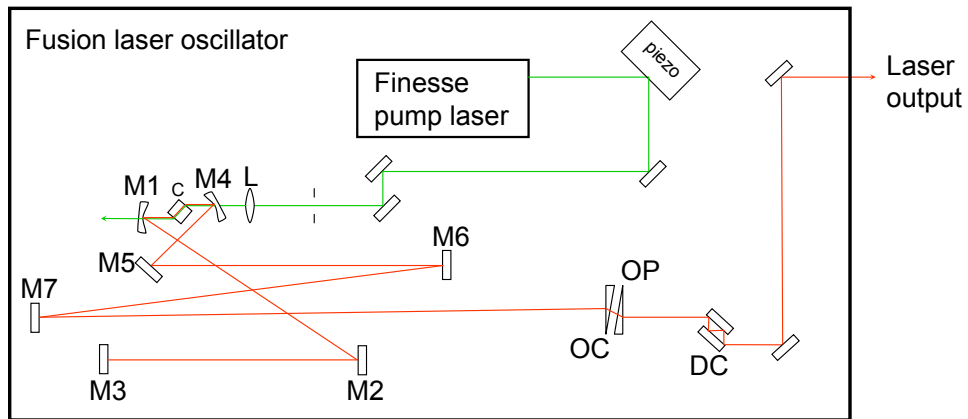 Fusion laser oscillator
piezo
Laser
output
Finesse
pump laser
M1
C
M4
L
M5
M6
M7
OP
OC
DC
M3
M2